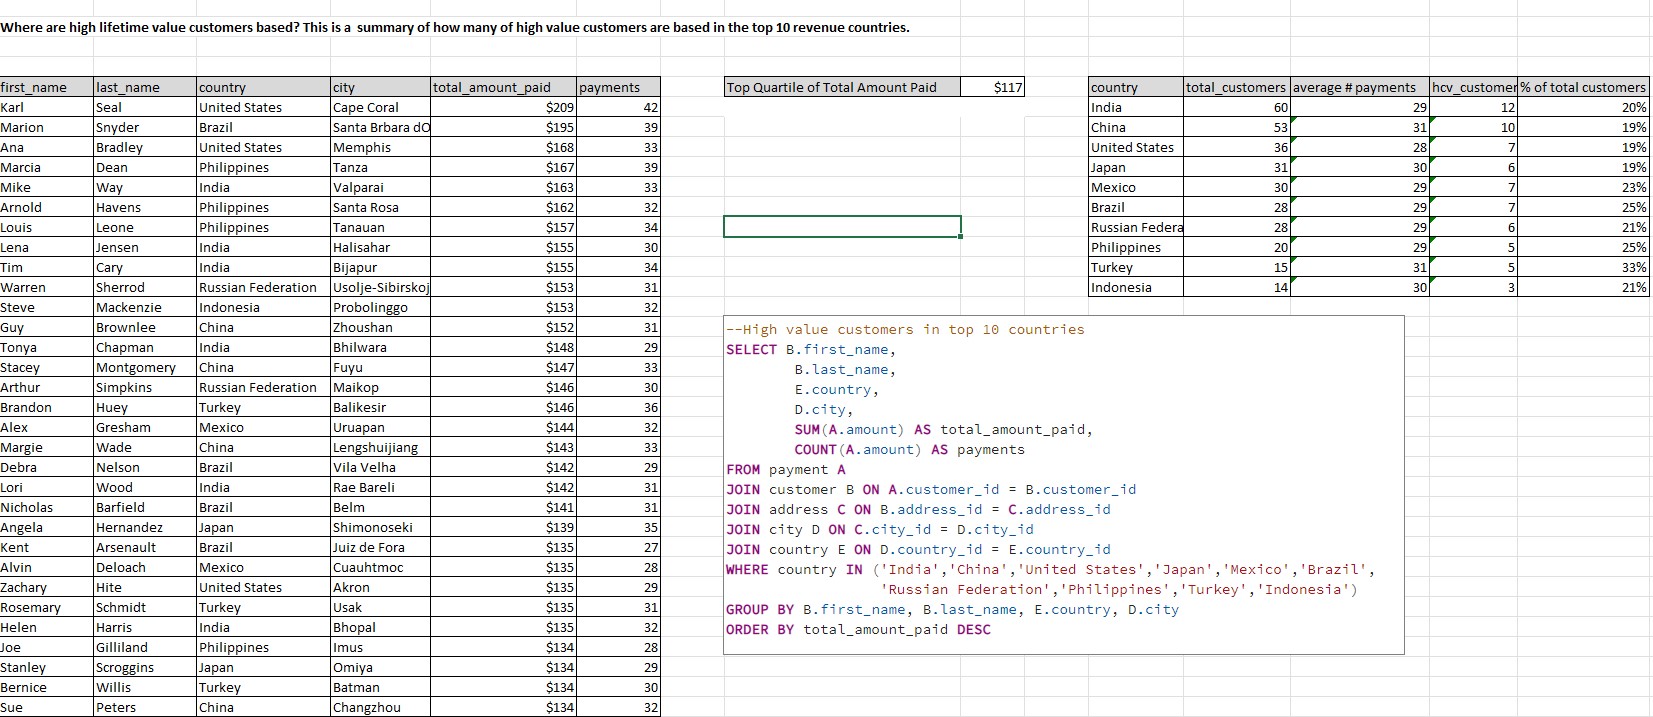 Where are high lifetime value customers based? This is a  summary of how many of high value customers are based in the top 10 revenue countries.
first_name last_name country city total_amount_paid payments
Karl Seal United States Cape Coral $209 42
Marion Snyder Brazil Santa Brbara dO $195 39
Ana Bradley United States Memphis $168 33
Marcia Dean Philippines Tanza $167 39
Mike Way India Valparai $163 33
Arnold Havens Philippines Santa Rosa $162 32
Louis Leone Philippines Tanauan $157 34
Lena Jensen India Halisahar $155 30
Tim Cary India Bijapur $155 34
Warren Sherrod Russian Federation Usolje-Sibirskoj $153 31
Steve Mackenzie Indonesia Probolinggo $153 32
Guy Brownlee China Zhoushan $152 31
Tonya Chapman India Bhilwara $148 29
Stacey Montgomery China Fuyu $147 33
Arthur Simpkins Russian Federation Maikop $146 30
Brandon Huey Turkey Balikesir $146 36
Alex Gresham Mexico Uruapan $144 32
Margie Wade China Lengshuijiang $143 33
Debra Nelson Brazil Vila Velha $142 29
Lori Wood India Rae Bareli $142 31
Nicholas Barfield Brazil Belm $141 31
Angela Hernandez Japan Shimonoseki $139 35
Kent Arsenault Brazil Juiz de Fora $135 27
Alvin Deloach Mexico Cuauhtmoc $135 28
Zachary Hite United States Akron $135 29
Rosemary Schmidt Turkey Usak $135 31
Helen Harris India Bhopal $135 32
Joe Gilliland Philippines Imus $134 28
Stanley Scroggins Japan Omiya $134 29
Bernice Willis Turkey Batman $134 30
Sue Peters China Changzhou $134 32
Top Quartile of Total Amount Paid $117
country total_customers average # payments hcv_customer % of total customers
India 60 29 12 20%
China 53 31 10 19%
United States 36 28 7 19%
Japan 31 30 6 19%
Mexico 30 29 7 23%
Brazil 28 29 7 25%
Russian Federa 28 29 6 21%
Philippines 20 29 5 25%
Turkey 15 31 5 33%
Indonesia 14 30 3 21%
--High value customers in top 10 countries
SELECT B.first_name,
B.last_name,
E.country,
D.city,
SUM(A.amount) AS total_amount_paid,
COUNT(A.amount) AS payments
FROM payment A
JOIN customer B ON A.customer_id = B.customer_id
JOIN address C ON B.address_id = C.address_id
JOIN city D ON C.city_id = D.city_id
JOIN country E ON D.country_id = E.country_id
WHERE country IN ('India','China','United States','Japan','Mexico','Brazil',
'Russian Federation','Philippines','Turkey','Indonesia')
GROUP BY B.first_name, B.last_name, E.country, D.city
ORDER BY total_amount_paid DESC